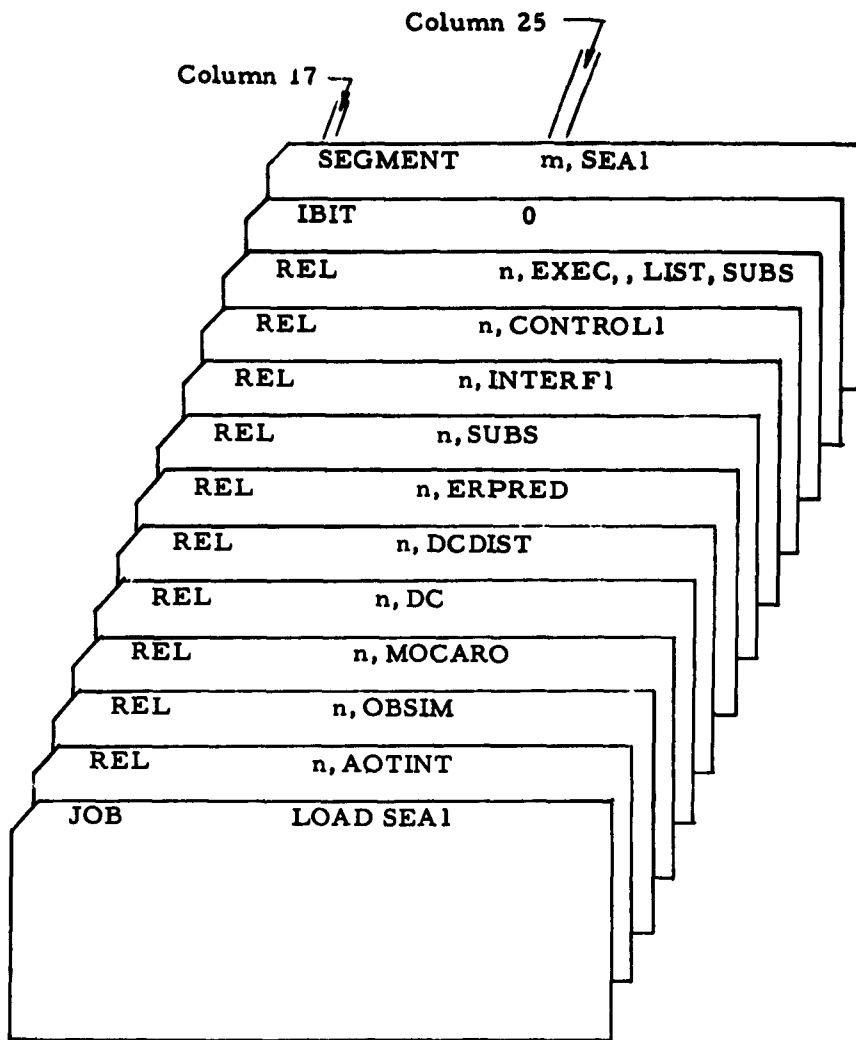 Column 25
Column 17
SEGMENT m, SEA1
IBIT 0
REL n, EXEC, , LIST, SUBS
REL n, CONTROL1
REL n, INTERF1
REL n, SUBS
REL n, ERPRED
REL n, DCDIST
REL n, DC
REL n, MOCARO
REL n, OBSIM
REL n, AOTINT
JOB LOAD SEA1